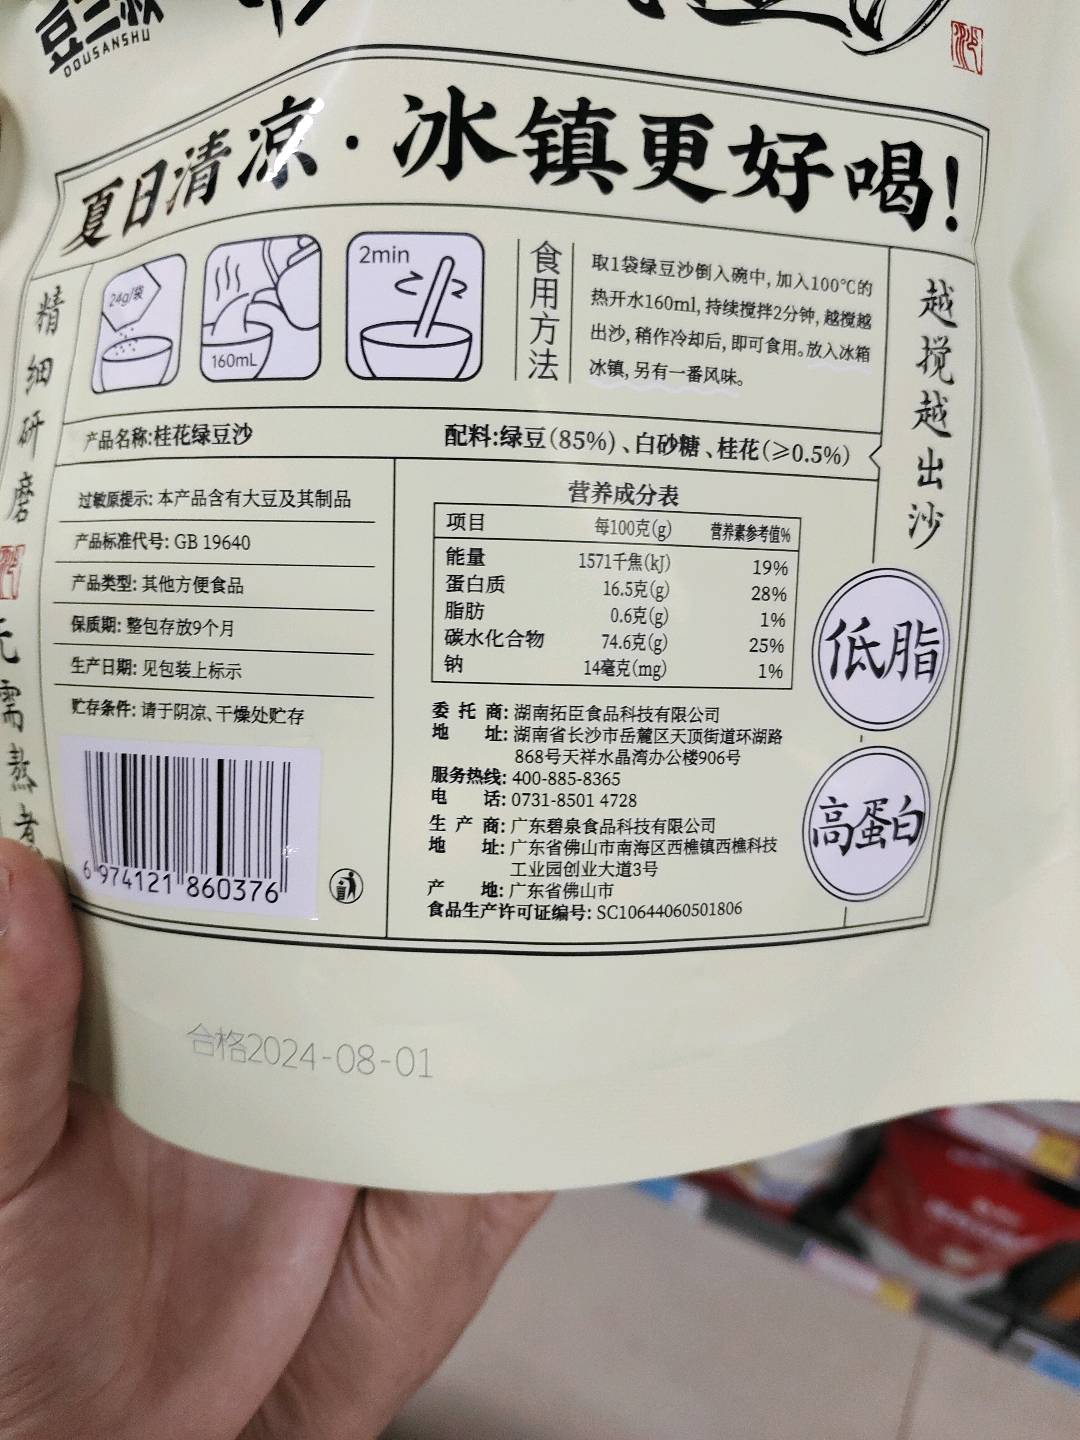 豆三叔
DOUSANSHU
夏日清凉·冰镇更好喝!
精细研磨
无需熬煮
24g/袋
160mL
2min
食用方法
取1袋绿豆沙倒入碗中,加入100℃的
热开水160ml,持续搅拌2分钟,越搅越
出沙,稍作冷却后,即可食用。放入冰箱
冰镇,另有一番风味。
越搅越出沙
产品名称:桂花绿豆沙
配料:绿豆(85%)、白砂糖、桂花(≥0.5%)
过敏原提示: 本产品含有大豆及其制品
产品标准代号: GB 19640
产品类型: 其他方便食品
保质期: 整包存放9个月
生产日期: 见包装上标示
贮存条件: 请于阴凉、干燥处贮存
6 974121 860376
营养成分表
项目 每100克(g) 营养素参考值%
能量 1571千焦(kJ) 19%
蛋白质 16.5克(g) 28%
脂肪 0.6克(g) 1%
碳水化合物 74.6克(g) 25%
钠 14毫克(mg) 1%
委托商: 湖南拓臣食品科技有限公司
地址: 湖南省长沙市岳麓区天顶街道环湖路
868号天祥水晶湾办公楼906号
服务热线: 400-885-8365
电话: 0731-8501 4728
生产商: 广东碧泉食品科技有限公司
地址: 广东省佛山市南海区西樵镇西樵科技
工业园创业大道3号
产地: 广东省佛山市
食品生产许可证编号: SC10644060501806
低脂
高蛋白
合格2024-08-01